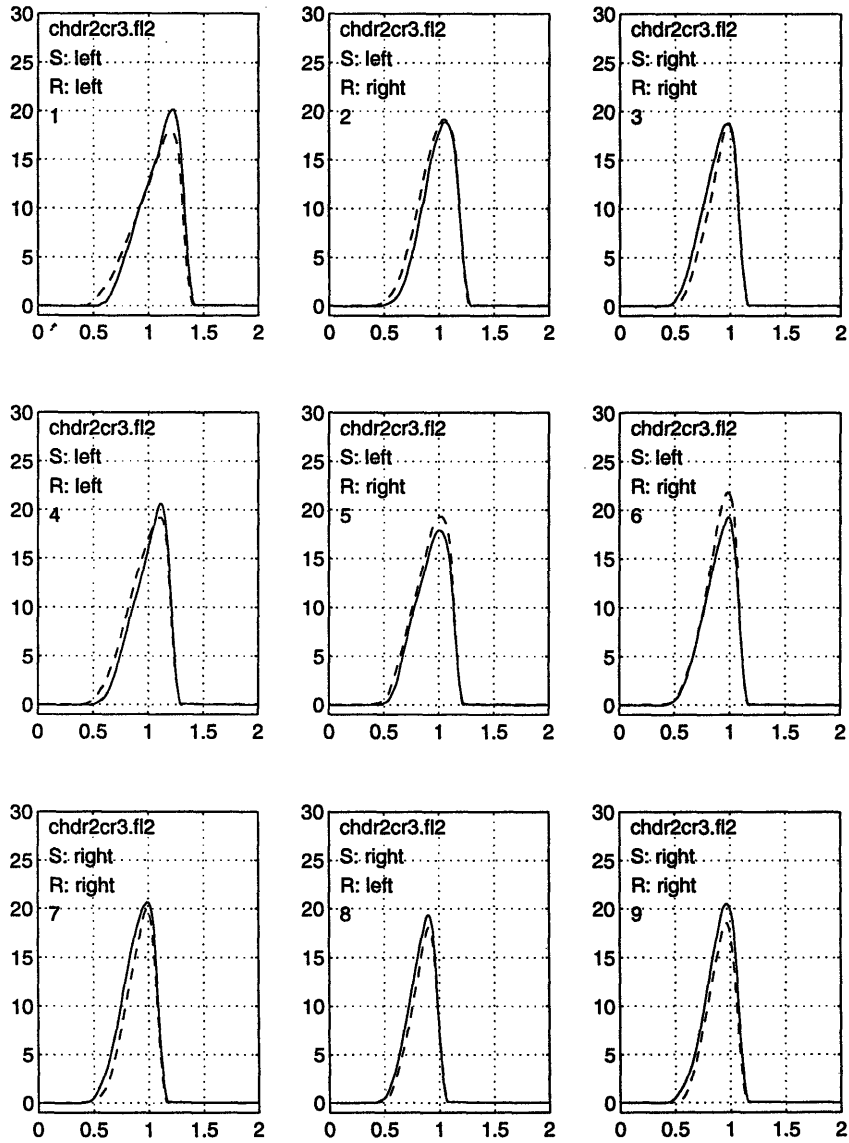 30 chdr2cr3.fl2
25 S: left
20 R: left
15 1
10
5
0
0 0.5 1 1.5 2
30 chdr2cr3.fl2
25 S: left
20 R: right
15 2
10
5
0
0 0.5 1 1.5 2
30 chdr2cr3.fl2
25 S: right
20 R: right
15 3
10
5
0
0 0.5 1 1.5 2
30 chdr2cr3.fl2
25 S: left
20 R: left
15 4
10
5
0
0 0.5 1 1.5 2
30 chdr2cr3.fl2
25 S: left
20 R: right
15 5
10
5
0
0 0.5 1 1.5 2
30 chdr2cr3.fl2
25 S: left
20 R: right
15 6
10
5
0
0 0.5 1 1.5 2
30 chdr2cr3.fl2
25 S: right
20 R: right
15 7
10
5
0
0 0.5 1 1.5 2
30 chdr2cr3.fl2
25 S: right
20 R: left
15 8
10
5
0
0 0.5 1 1.5 2
30 chdr2cr3.fl2
25 S: right
20 R: right
15 9
10
5
0
0 0.5 1 1.5 2